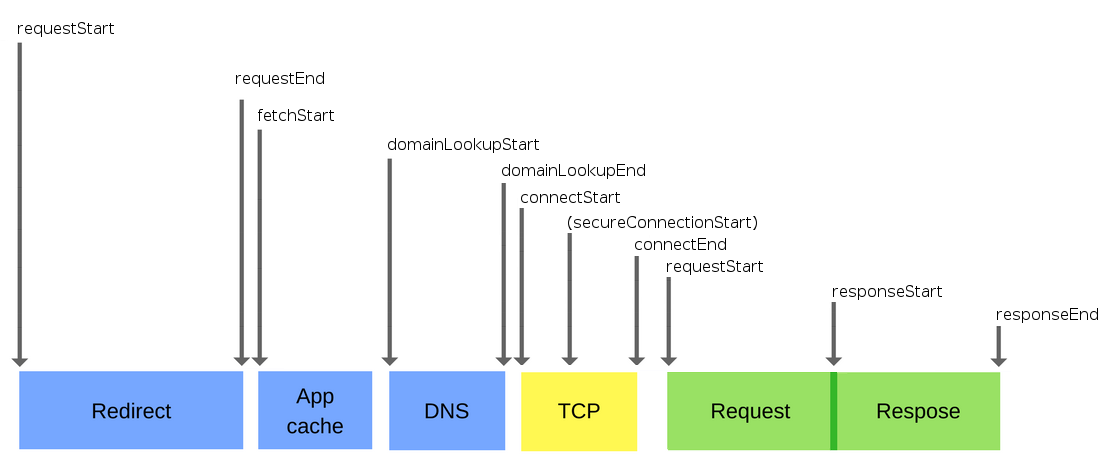 requestStart
requestEnd
fetchStart
domainLookupStart
domainLookupEnd
connectStart
(secureConnectionStart)
connectEnd
requestStart
responseStart
responseEnd
Redirect
App
cache
DNS
TCP
Request
Respose